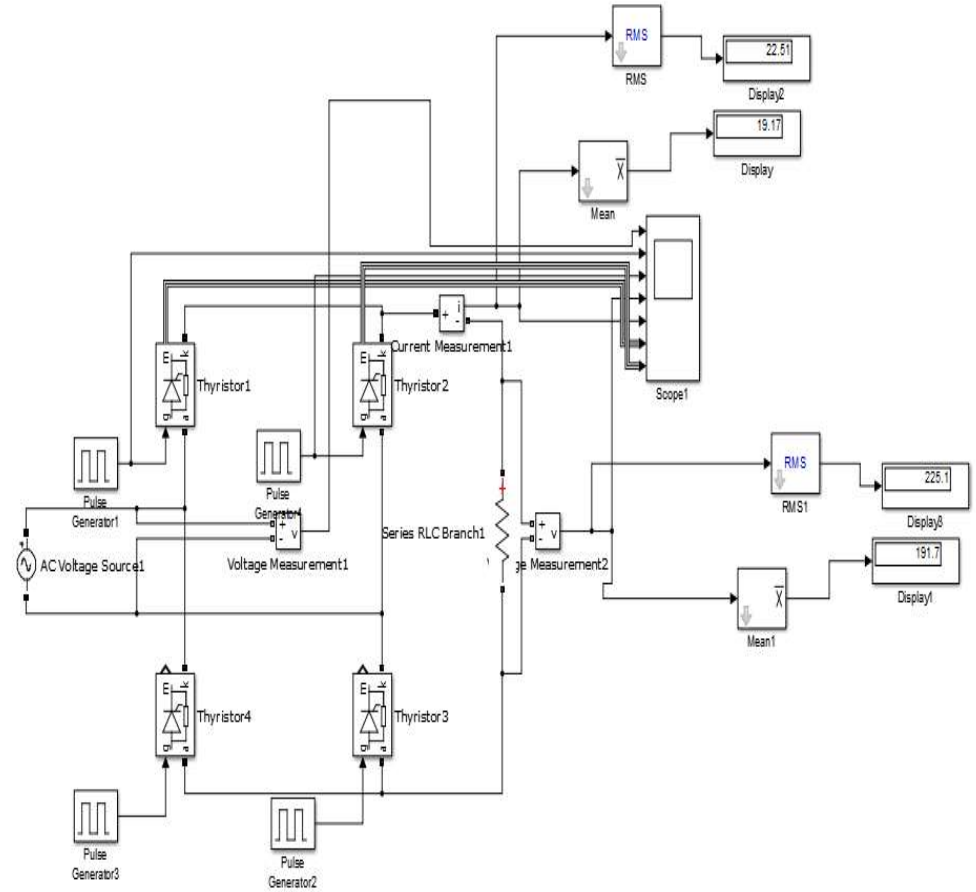 RMS
22.51
RMS
Display2
19.17
X
Display
Mean
i
+
-
Current Measurement1
E
k
g
a
Thyristor1
E
k
g
a
Thyristor2
Scope1
Pulse
Generator1
Pulse
Generator4
RMS
225.1
RMS1
Display3
+
-
v
Voltage Measurement1
AC Voltage Source1
+
Series RLC Branch1
+
-
v
Measurement2
191.7
X
Display1
Mean1
E
k
g
a
Thyristor4
E
k
g
a
Thyristor3
Pulse
Generator3
Pulse
Generator2